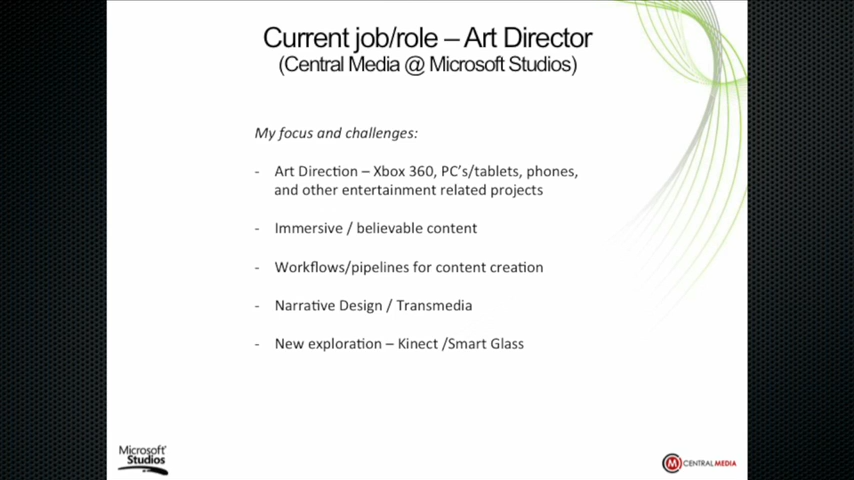 Current job/role – Art Director
(Central Media @ Microsoft Studios)
My focus and challenges:
- Art Direction – Xbox 360, PC's/tablets, phones,
and other entertainment related projects
- Immersive / believable content
- Workflows/pipelines for content creation
- Narrative Design / Transmedia
- New exploration – Kinect /Smart Glass
Microsoft
Studios
M CENTRALMEDIA